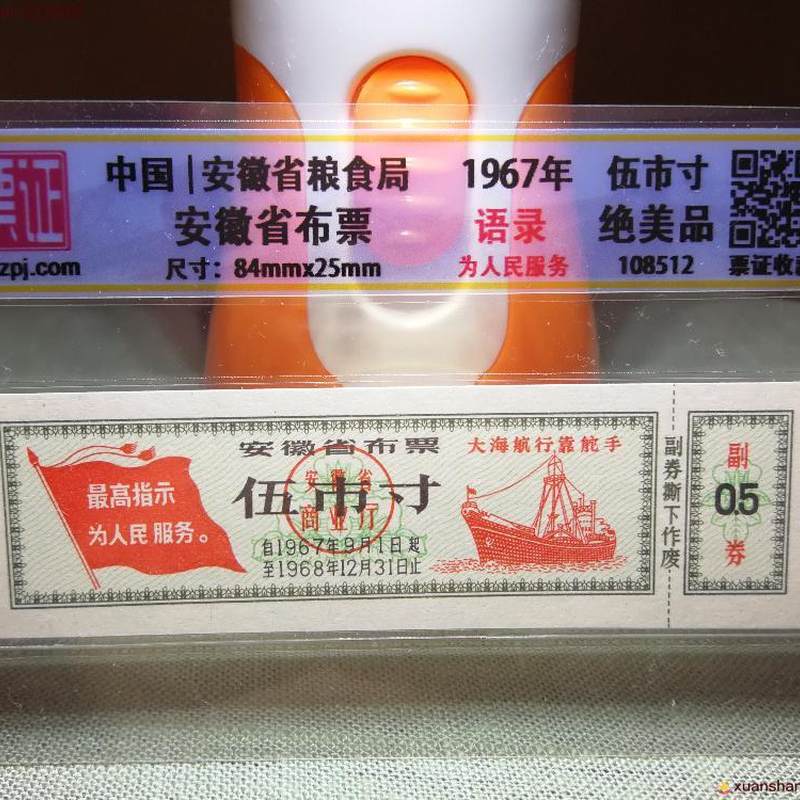 中国|安徽省粮食局 1967年 伍市寸
安徽省布票 语录 绝美品
尺寸：84mmx25mm 为人民服务 108512 票证收藏
zpj.com
安徽省布票
大海航行靠舵手
最高指示
为人民服务。
伍市寸
安徽省
商业厅
自1967年9月1日起
至1968年12月31日止
副券撕下作废
副
0.5
券
xuanshar